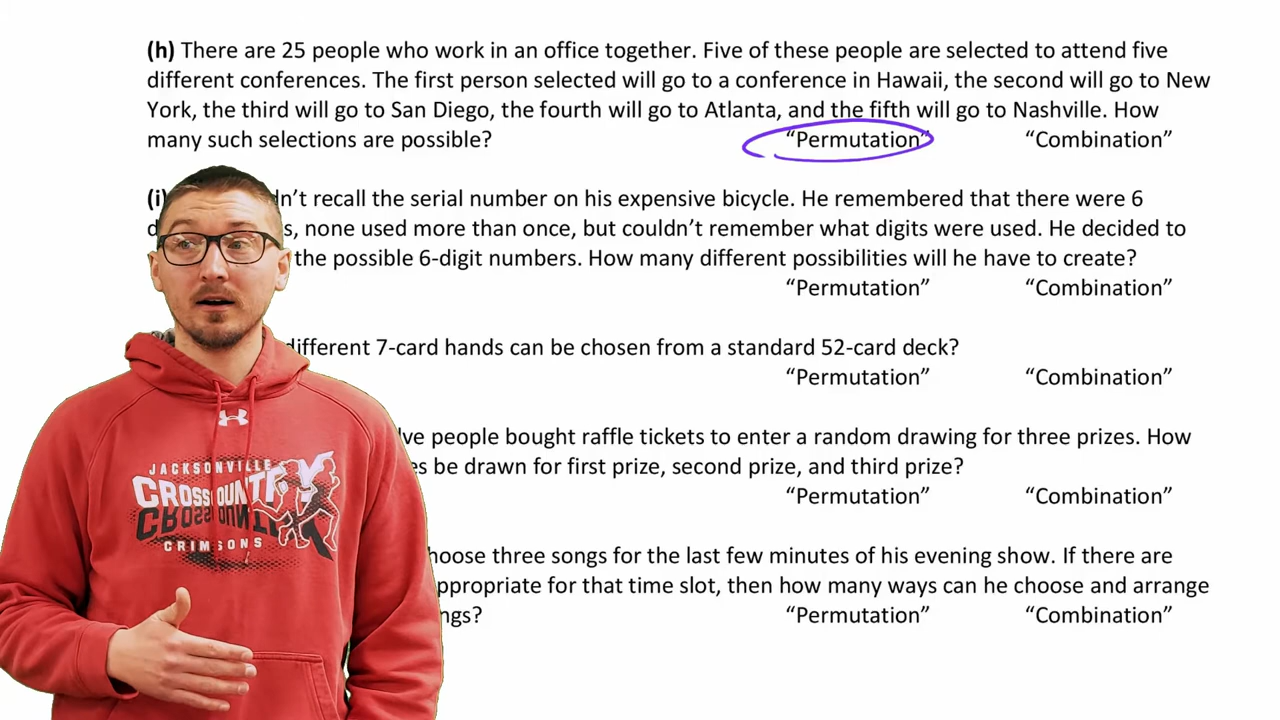 (h) There are 25 people who work in an office together. Five of these people are selected to attend five
different conferences. The first person selected will go to a conference in Hawaii, the second will go to New
York, the third will go to San Diego, the fourth will go to Atlanta, and the fifth will go to Nashville. How
many such selections are possible? “Permutation” “Combination”
(i) recall the serial number on his expensive bicycle. He remembered that there were 6
none used more than once, but couldn’t remember what digits were used. He decided to
the possible 6-digit numbers. How many different possibilities will he have to create?
“Permutation” “Combination”
different 7-card hands can be chosen from a standard 52-card deck?
“Permutation” “Combination”
people bought raffle tickets to enter a random drawing for three prizes. How
be drawn for first prize, second prize, and third prize?
“Permutation” “Combination”
three songs for the last few minutes of his evening show. If there are
for that time slot, then how many ways can he choose and arrange
“Permutation” “Combination”
JACKSONVILLE
CROSS COUNTRY
CRIMSONS